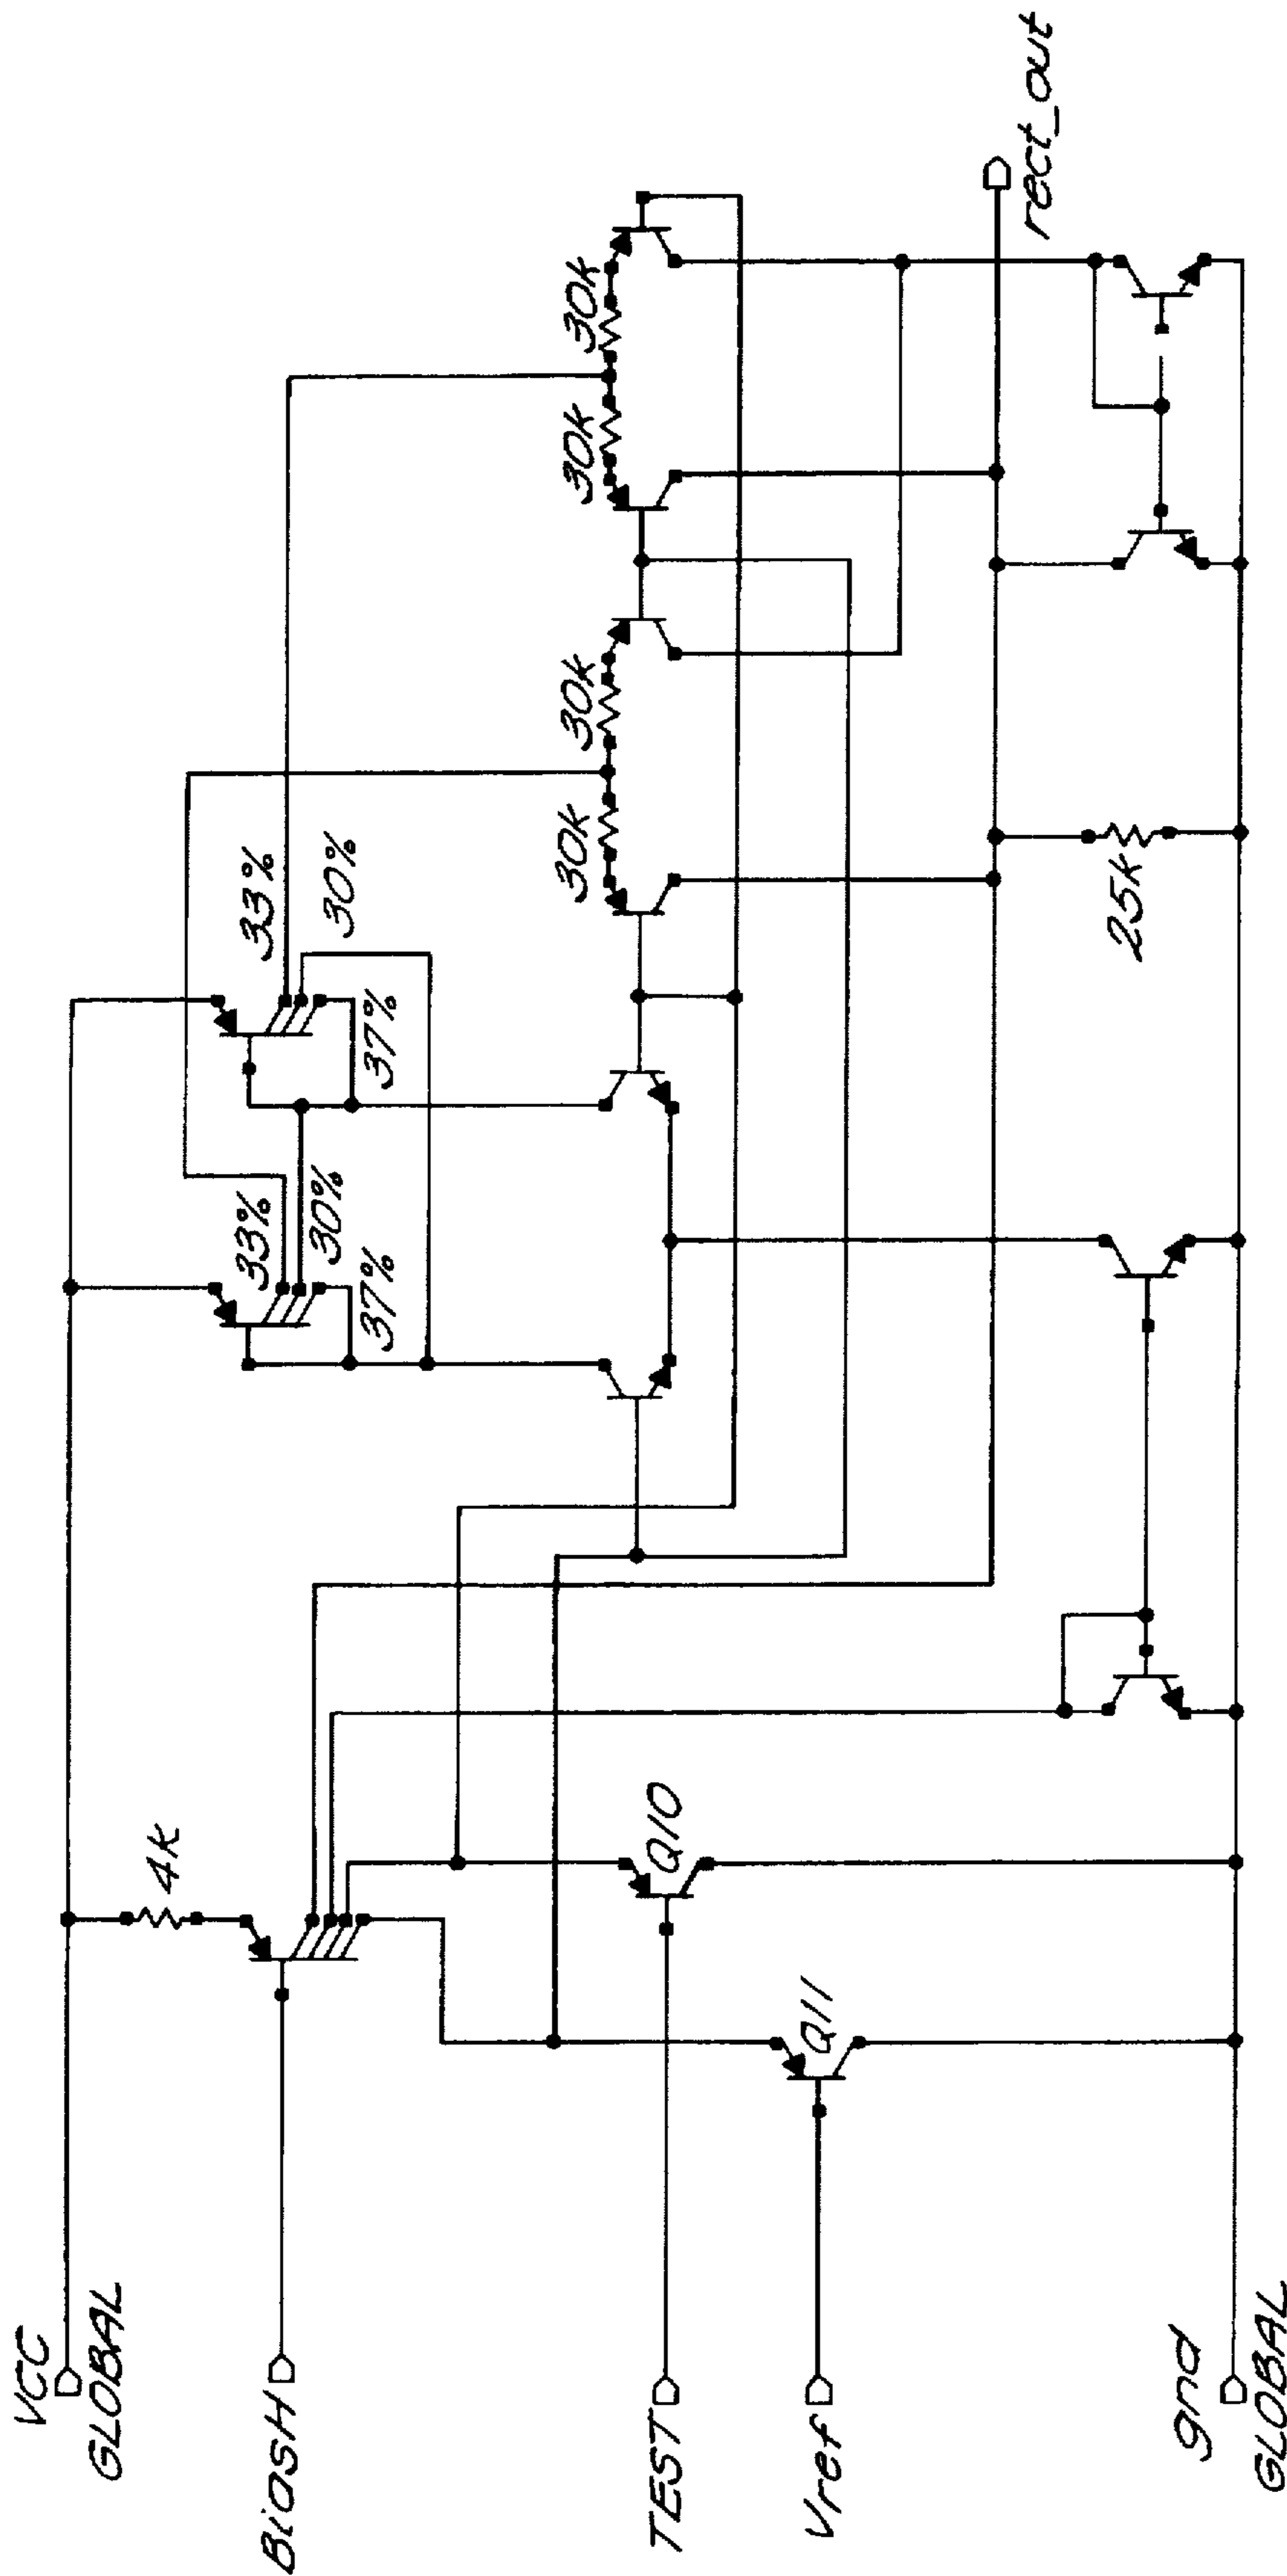 VCC
GLOBAL
BiasH
TEST
Vref
gnd
GLOBAL
4k
Q10
Q11
33%
30%
37%
33%
30%
37%
30k
30k
30k
30k
25k
rect_out